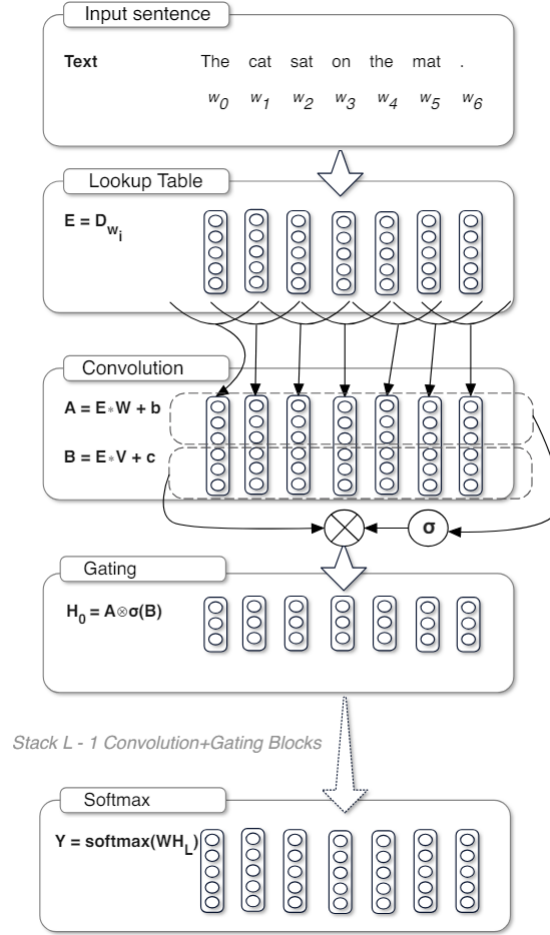 Input sentence
Text The cat sat on the mat .
w0 w1 w2 w3 w4 w5 w6
Lookup Table
E = Dwi
Convolution
A = E*W + b
B = E*V + c
σ
Gating
H0 = A⊗σ(B)
Stack L - 1 Convolution+Gating Blocks
Softmax
Y = softmax(WHL)